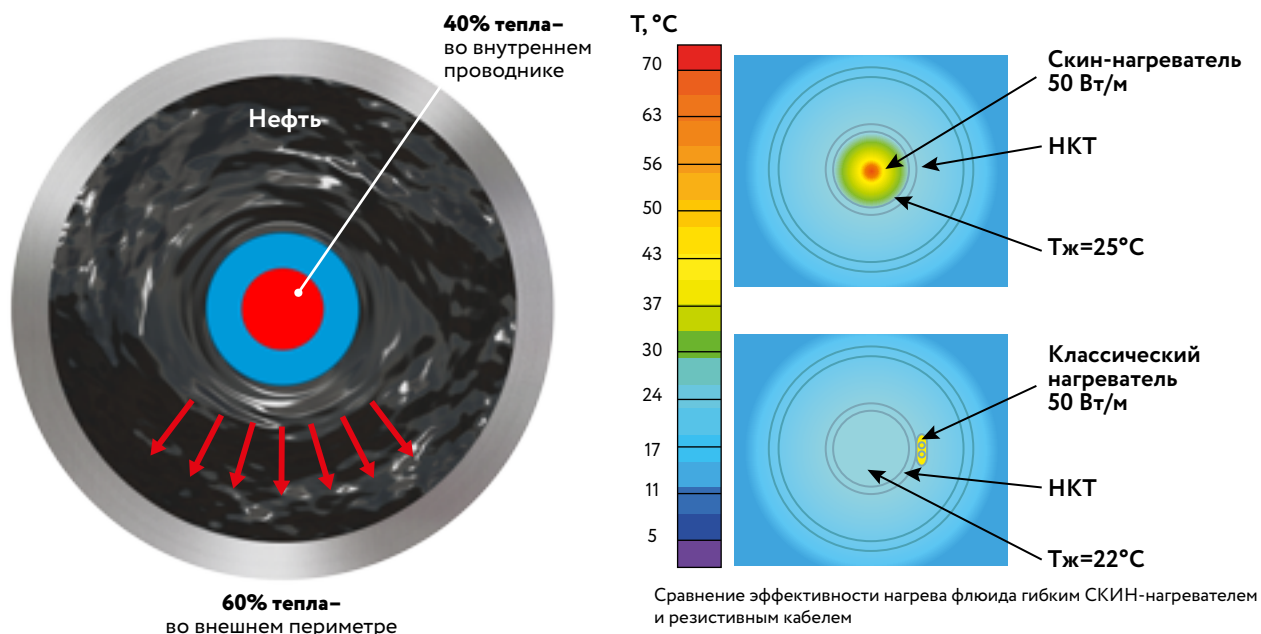 40% тепла–
во внутреннем
проводнике
Нефть
60% тепла–
во внешнем периметре
T, °C
70
63
56
50
43
37
30
24
17
11
5
Скин-нагреватель
50 Вт/м
НКТ
Тж=25°C
Классический
нагреватель
50 Вт/м
НКТ
Тж=22°C
Сравнение эффективности нагрева флюида гибким СКИН-нагревателем
и резистивным кабелем